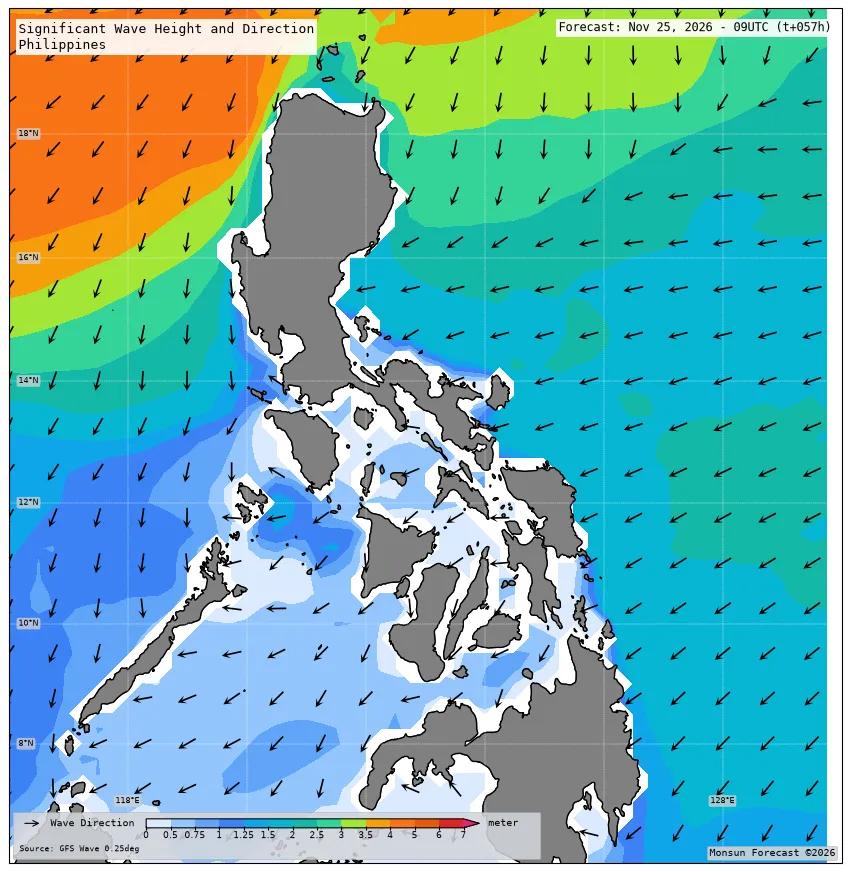 Significant Wave Height and Direction
Philippines
Forecast: Nov 25, 2026 - 09UTC (t+057h)
18°N
16°N
14°N
12°N
10°N
8°N
118°E
128°E
Wave Direction
meter
0 0.5 0.75 1 1.25 1.5 2 2.5 3 3.5 4 5 6 7
Source: GFS Wave 0.25deg
Monsun Forecast ©2026